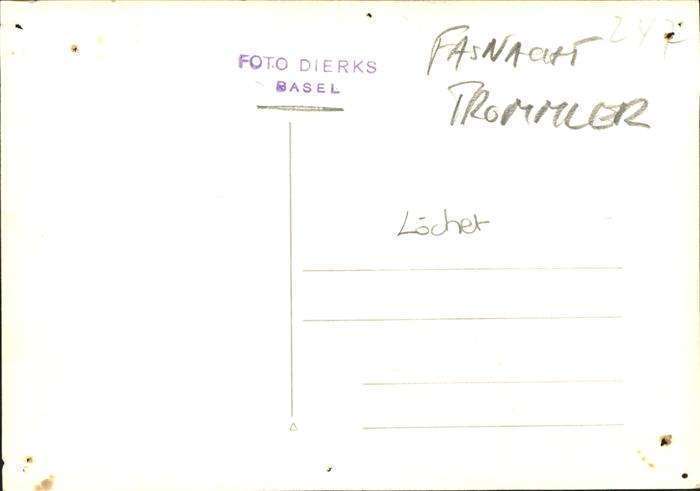 FOTO DIERKS
BASEL
FASNACHT
TROMMLER
Löcher